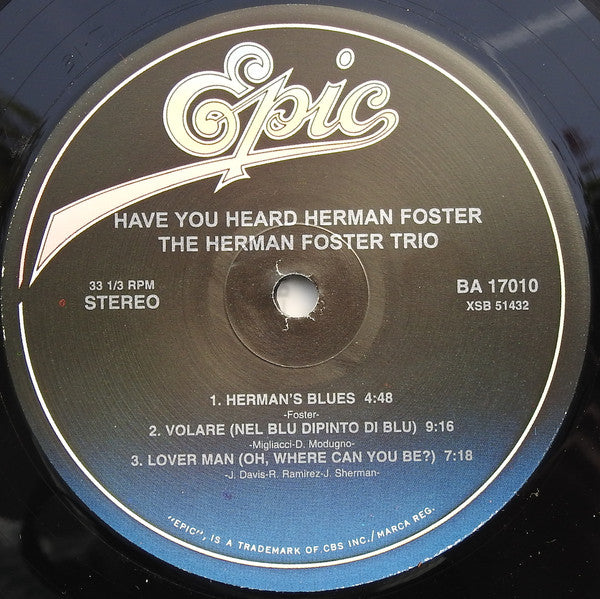 Epic
HAVE YOU HEARD HERMAN FOSTER
THE HERMAN FOSTER TRIO
33 1/3 RPM
STEREO
BA 17010
XSB 51432
1. HERMAN'S BLUES 4:48
-Foster-
2. VOLARE (NEL BLU DIPINTO DI BLU) 9:16
-Migliacci-D. Modugno-
3. LOVER MAN (OH, WHERE CAN YOU BE?) 7:18
-J. Davis-R. Ramirez-J. Sherman-
"EPIC", IS A TRADEMARK OF CBS INC./MARCA REG.